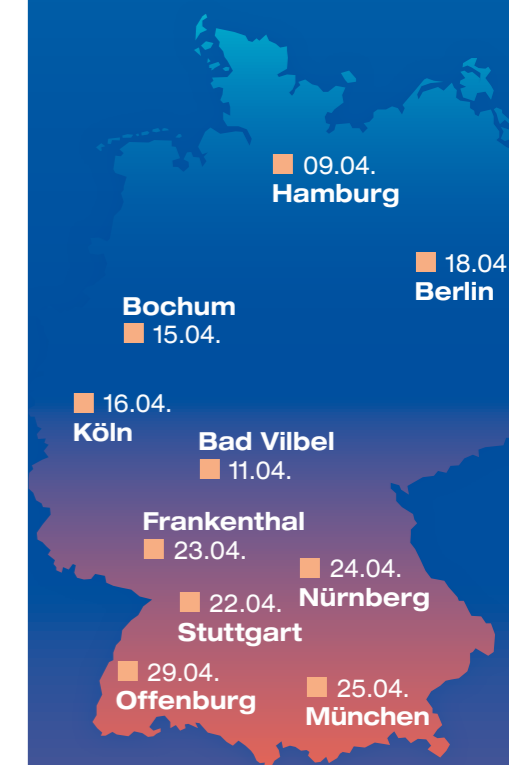 09.04.
Hamburg
18.04
Berlin
Bochum
15.04.
16.04.
Köln
Bad Vilbel
11.04.
Frankenthal
23.04.
24.04.
Nürnberg
22.04.
Stuttgart
29.04.
Offenburg
25.04.
München